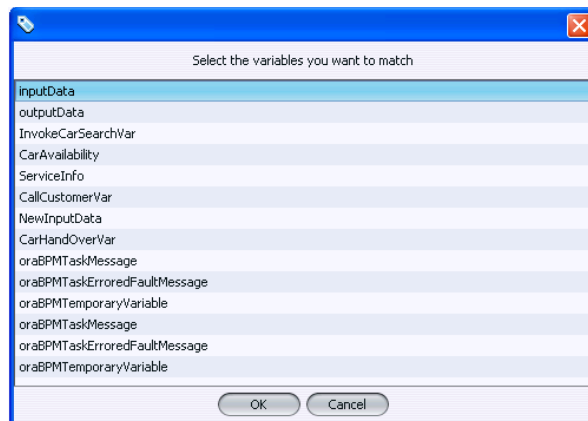 Select the variables you want to match
inputData
outputData
InvokeCarSearchVar
CarAvailability
ServiceInfo
CallCustomerVar
NewInputData
CarHandOverVar
oraBPMTaskMessage
oraBPMTaskErroredFaultMessage
oraBPMTemporaryVariable
oraBPMTaskMessage
oraBPMTaskErroredFaultMessage
oraBPMTemporaryVariable
OK Cancel